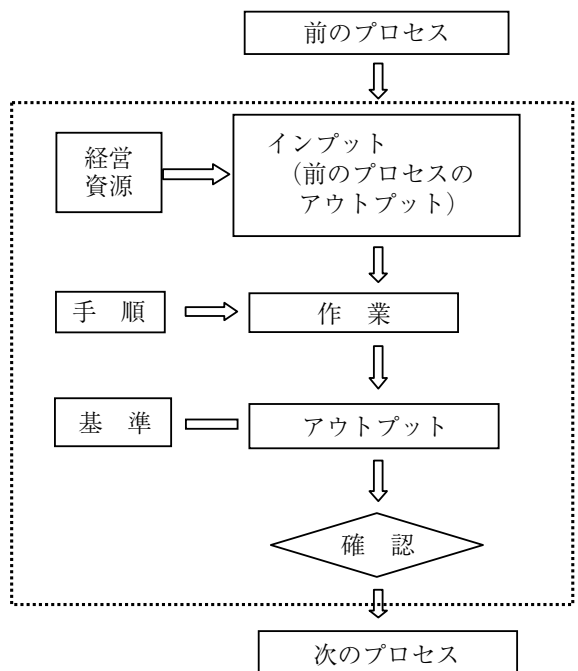 前のプロセス
経営
資源
インプット
(前のプロセスの
アウトプット)
手 順
作 業
基 準
アウトプット
確 認
次のプロセス